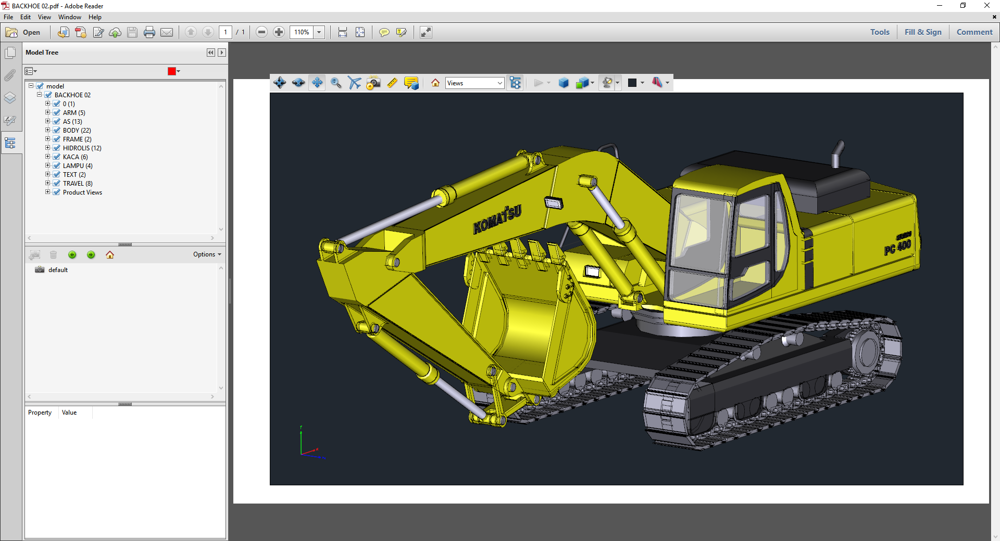 BACKHOE 02.pdf - Adobe Reader
File Edit View Window Help
Open 1 / 1 110% Tools Fill & Sign Comment
Model Tree
model
BACKHOE 02
0 (1)
ARM (5)
AS (13)
BODY (22)
FRAME (2)
HIDROLIS (12)
KACA (6)
LAMPU (4)
TEXT (2)
TRAVEL (8)
Product Views
Options
default
Property Value
Views
KOMATSU
PC 400